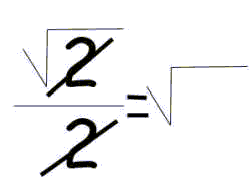 √2
2
= √